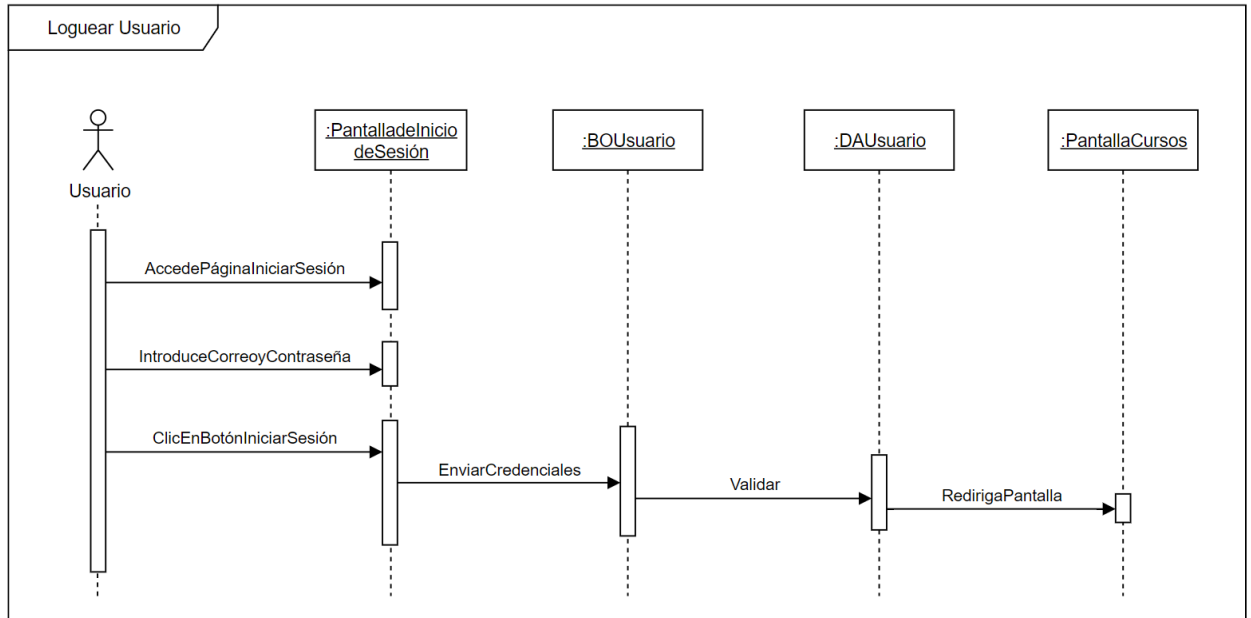 Loguear Usuario
:PantalladeInicio
deSesión
:BOUsuario
:DAUsuario
:PantallaCursos
Usuario
AccedePáginaIniciarSesión
IntroduceCorreoyContraseña
ClicEnBotónIniciarSesión
EnviarCredenciales
Validar
RedirigaPantalla